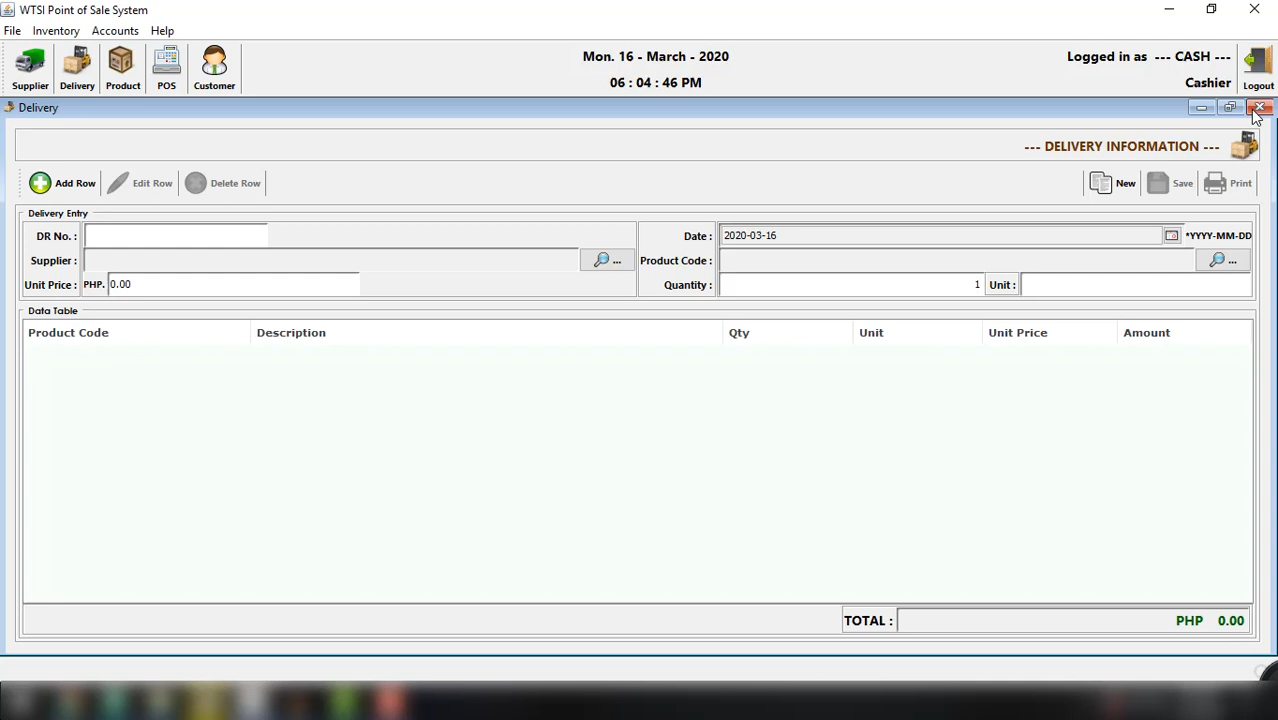 WTSI Point of Sale System
File Inventory Accounts Help
Mon. 16 - March - 2020
06 : 04 : 46 PM
Logged in as --- CASH ---
Cashier
Supplier Delivery Product POS Customer Logout
Delivery
--- DELIVERY INFORMATION ---
Add Row Edit Row Delete Row New Save Print
Delivery Entry
DR No. : Date : 2020-03-16 *YYYY-MM-DD
Supplier : ... Product Code : ...
Unit Price : PHP. 0.00 Quantity : 1 Unit :
Data Table
Product Code Description Qty Unit Unit Price Amount
TOTAL : PHP 0.00